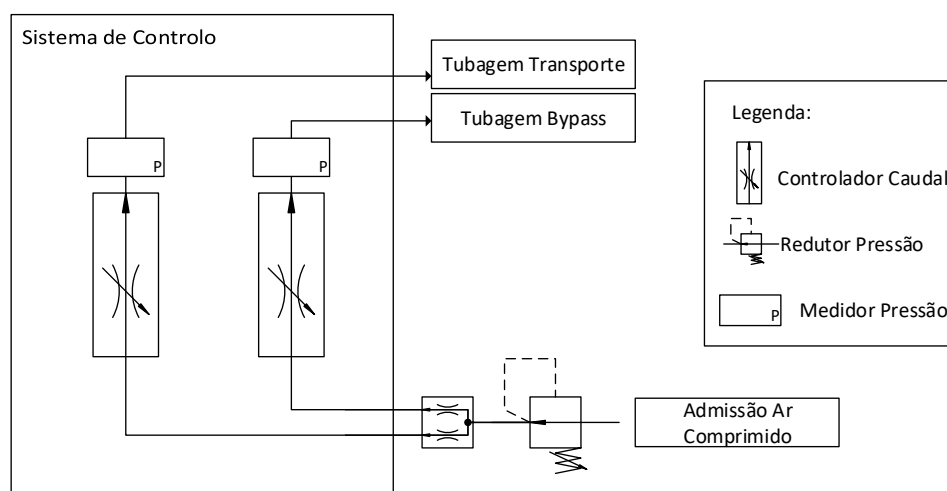 Sistema de Controlo
Tubagem Transporte
Tubagem Bypass
P
P
Admissão Ar
Comprimido
Legenda:
Controlador Caudal
Redutor Pressão
P
Medidor Pressão